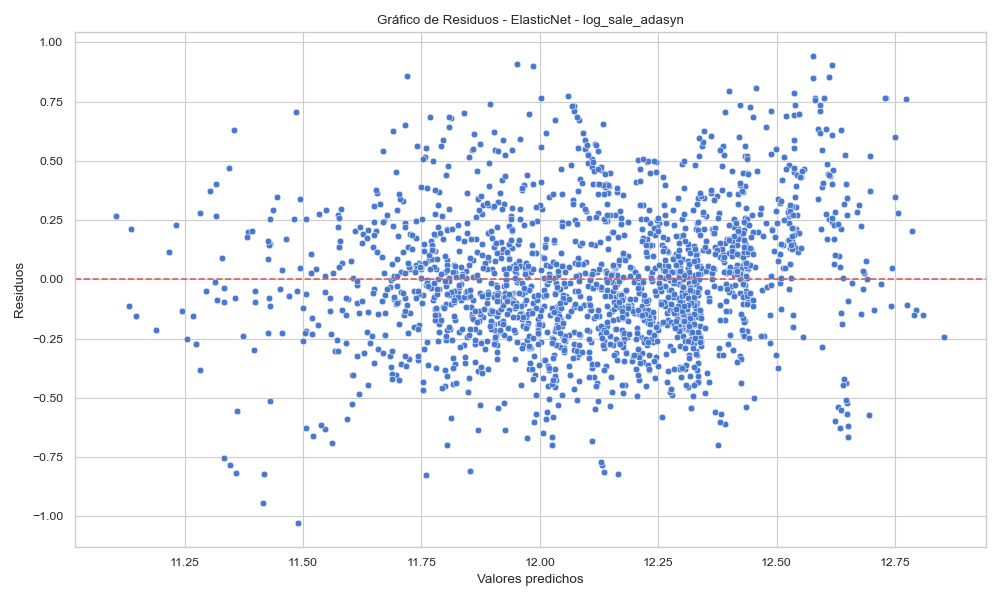 Gráfico de Residuos - ElasticNet - log_sale_adasyn
1.00
0.75
0.50
0.25
0.00
−0.25
−0.50
−0.75
−1.00
Residuos
11.25 11.50 11.75 12.00 12.25 12.50 12.75
Valores predichos